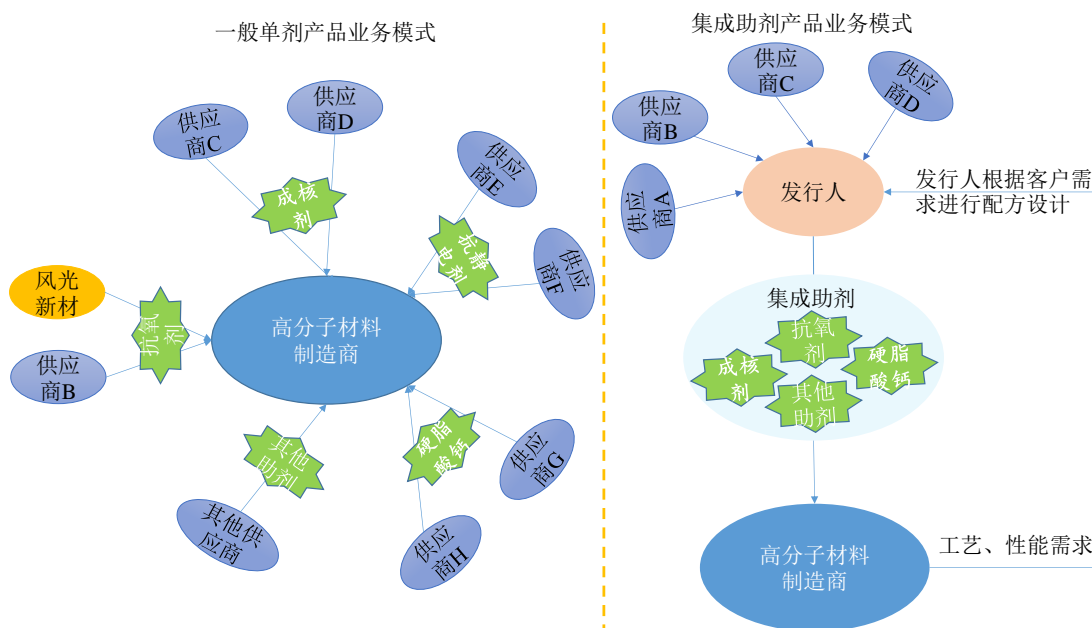 一般单剂产品业务模式
供应
商C
供应
商D
成核
剂
供应
商E
抗静
电剂
供应
商F
风光
新材
抗氧
剂
供应
商B
高分子材料
制造商
其他
助剂
硬脂
酸钙
供应
商G
其他供
应商
供应
商H
集成助剂产品业务模式
供应
商C
供应
商D
供应
商B
供应
商A
发行人
发行人根据客户需
求进行配方设计
集成助剂
抗氧
剂
成核
剂
硬脂
酸钙
其他
助剂
高分子材料
制造商
工艺、性能需求